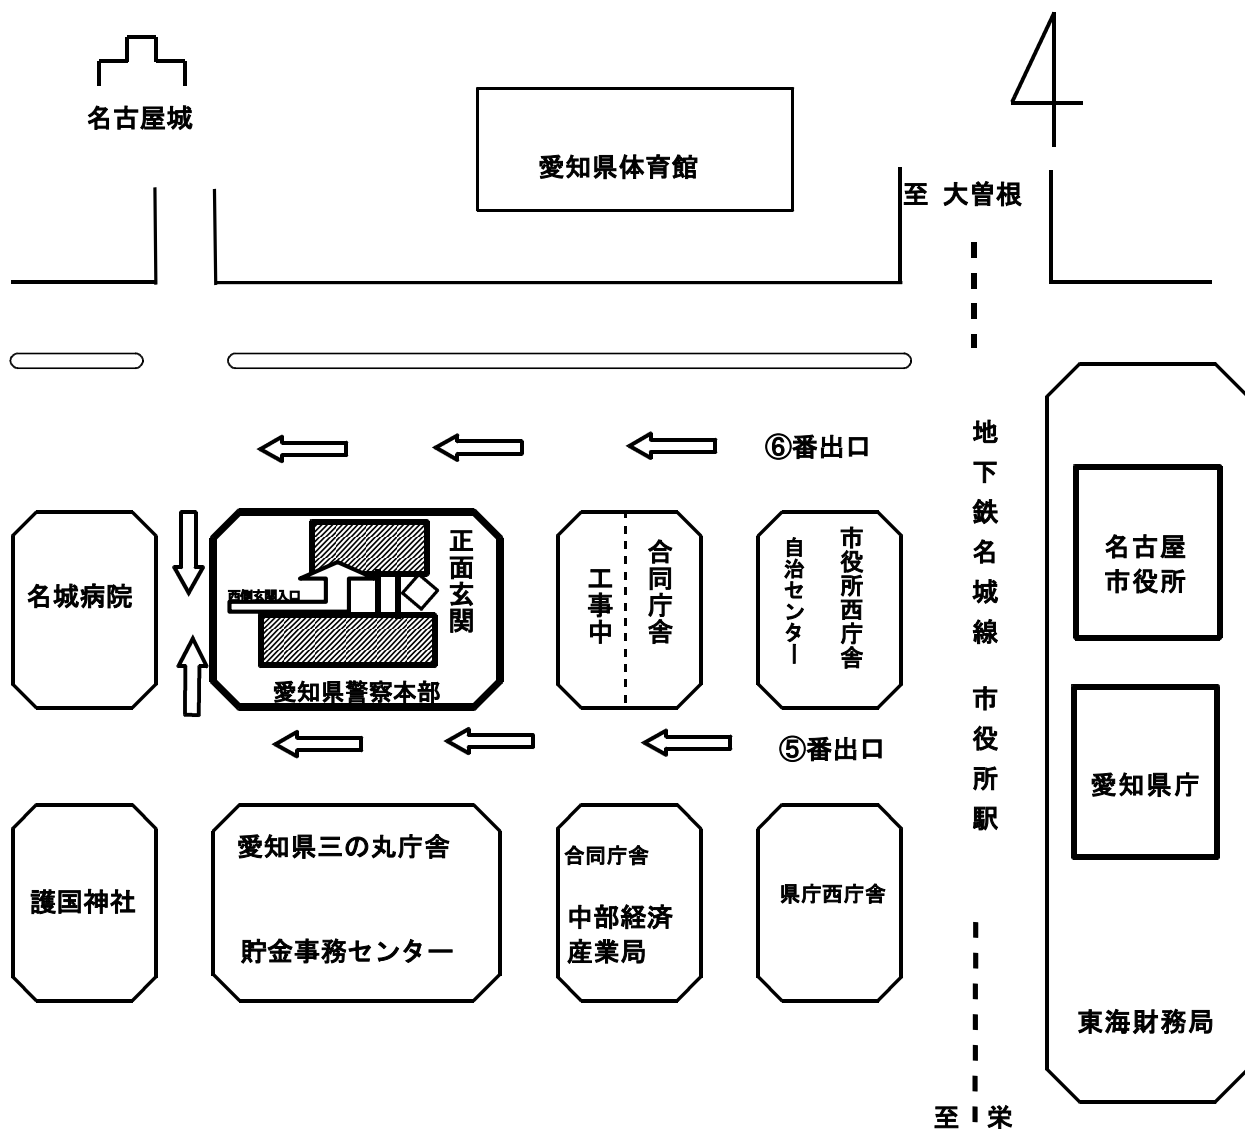 名古屋城
愛知県体育館
至 大曽根
⑥番出口
地下鉄名城線 市役所駅
名城病院
西側玄関入口
正面玄関
愛知県警察本部
工事中
合同庁舎
自治センター
市役所西庁舎
名古屋
市役所
⑤番出口
愛知県庁
護国神社
愛知県三の丸庁舎
貯金事務センター
合同庁舎
中部経済
産業局
県庁西庁舎
東海財務局
至 栄